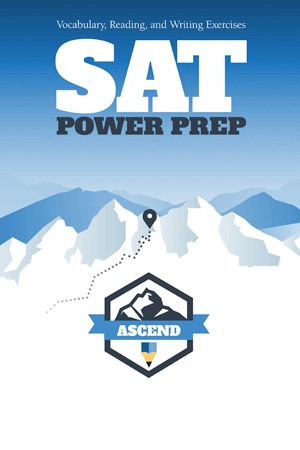 Vocabulary, Reading, and Writing Exercises
SAT
POWER PREP
ASCEND